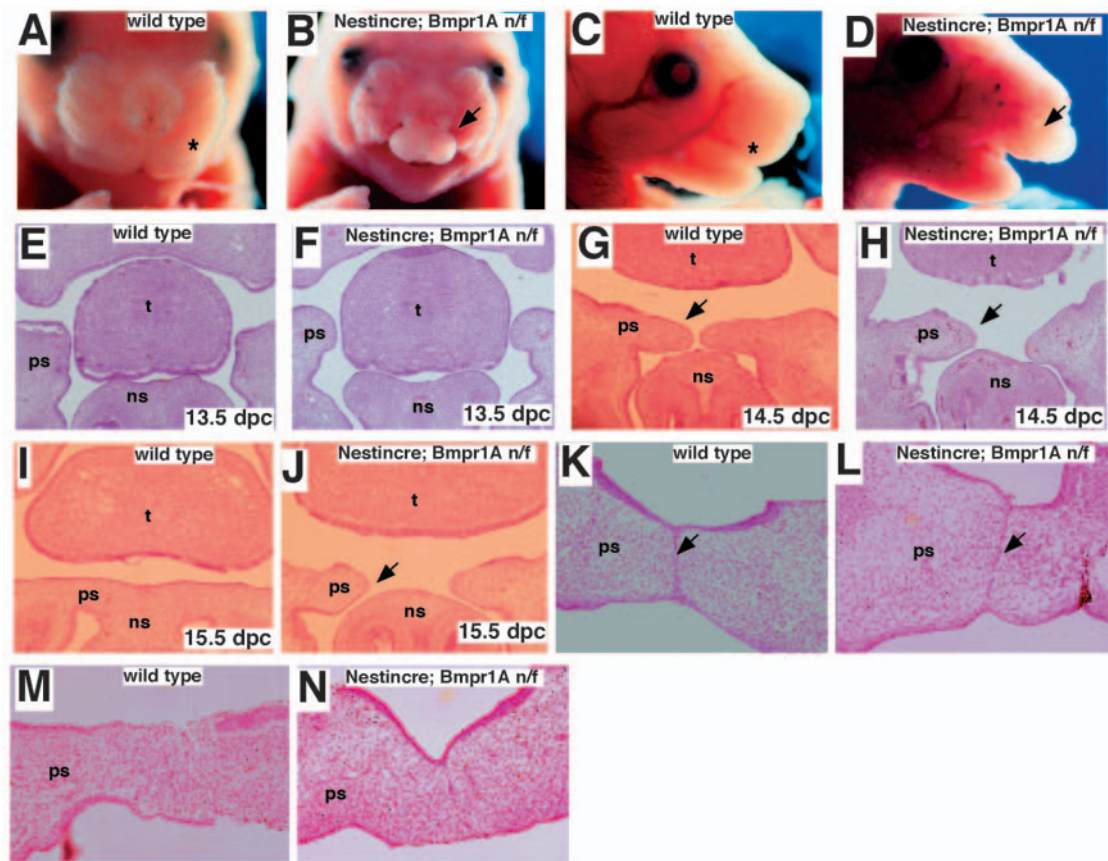 A wild type
B Nestincre; Bmpr1A n/f
C wild type
D Nestincre; Bmpr1A n/f
*
*
E wild type
F Nestincre; Bmpr1A n/f
G wild type
H Nestincre; Bmpr1A n/f
t
t
t
t
ps
ps
ps
ps
ns
ns
ns
ns
13.5 dpc
13.5 dpc
14.5 dpc
14.5 dpc
I wild type
J Nestincre; Bmpr1A n/f
K wild type
L Nestincre; Bmpr1A n/f
t
t
ps
ps
ps
ps
ns
ns
15.5 dpc
15.5 dpc
M wild type
N Nestincre; Bmpr1A n/f
ps
ps